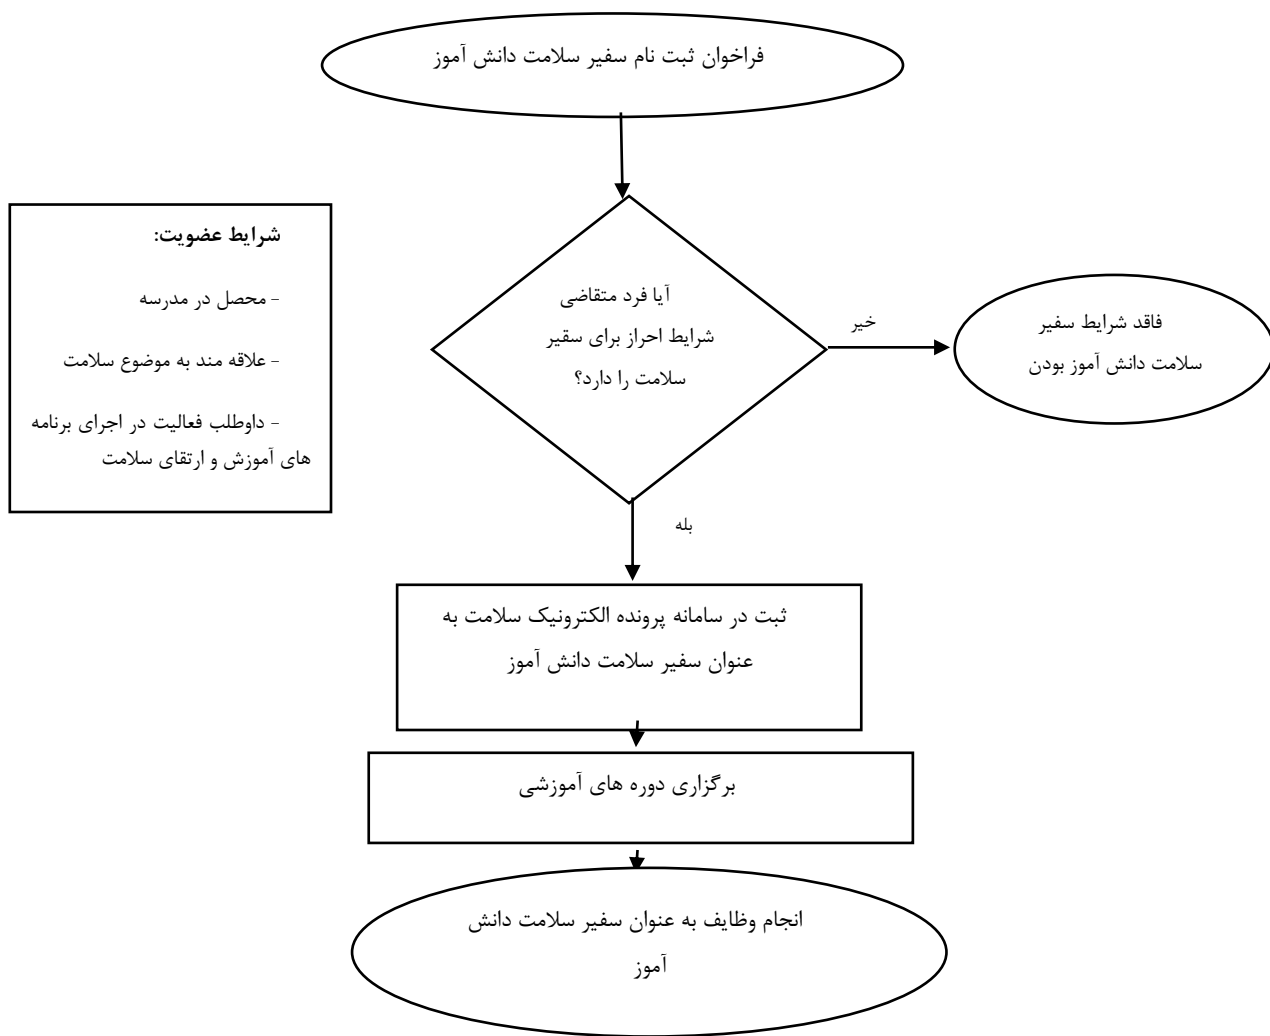 فراخوان ثبت نام سفیر سلامت دانش آموز
شرایط عضویت:
- محصل در مدرسه
- علاقه مند به موضوع سلامت
- داوطلب فعالیت در اجرای برنامه
های آموزش و ارتقای سلامت
آیا فرد متقاضی
شرایط احراز برای سقیر
سلامت را دارد؟
خیر
فاقد شرایط سفیر
سلامت دانش آموز بودن
بله
ثبت در سامانه پرونده الکترونیک سلامت به
عنوان سفیر سلامت دانش آموز
برگزاری دوره های آموزشی
انجام وظایف به عنوان سفیر سلامت دانش
آموز